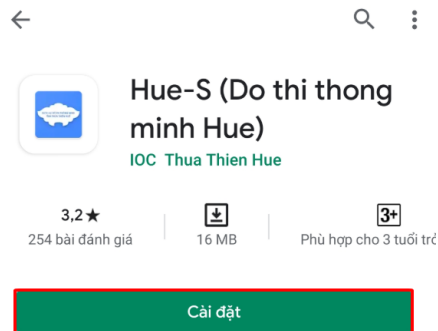 Hue-S (Do thi thong
minh Hue)
IOC Thua Thien Hue
3,2★
254 bài đánh giá
16 MB
3+
Phù hợp cho 3 tuổi trở
Cài đặt